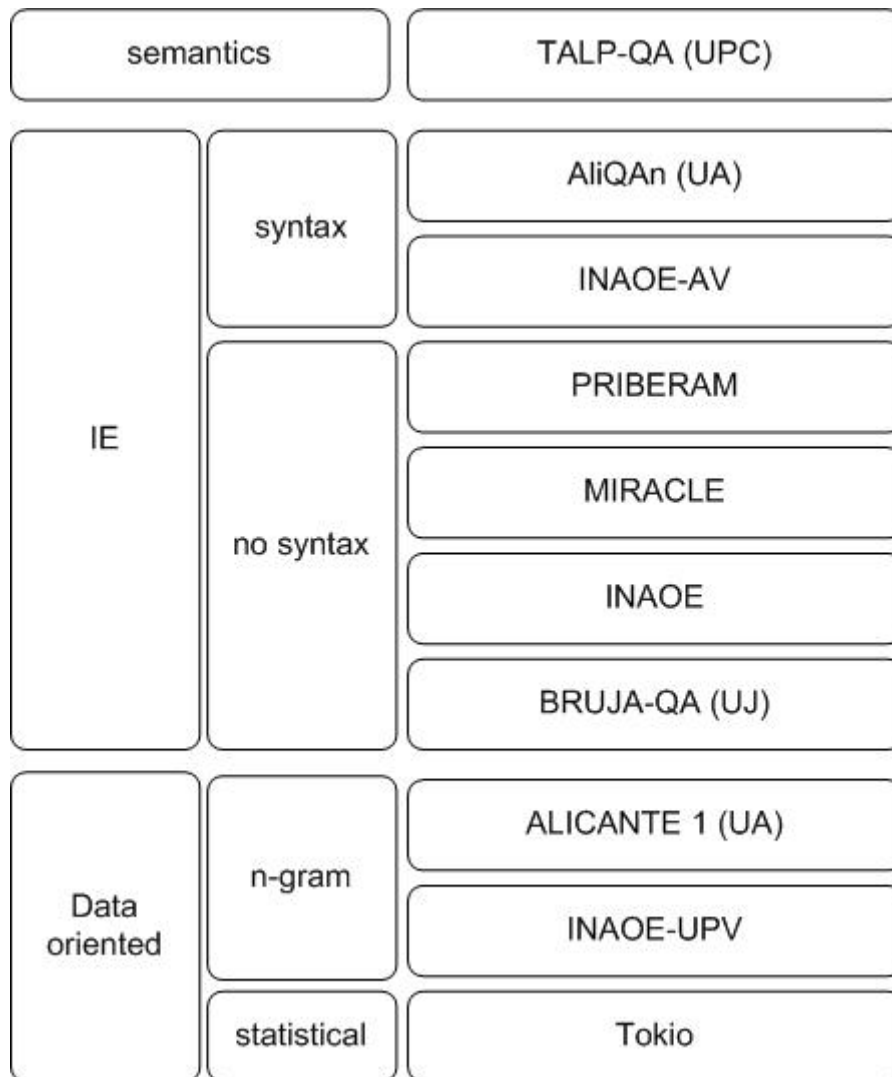 semantics
TALP-QA (UPC)
IE
syntax
AliQAn (UA)
INAOE-AV
no syntax
PRIBERAM
MIRACLE
INAOE
BRUJA-QA (UJ)
Data
oriented
n-gram
ALICANTE 1 (UA)
INAOE-UPV
statistical
Tokio